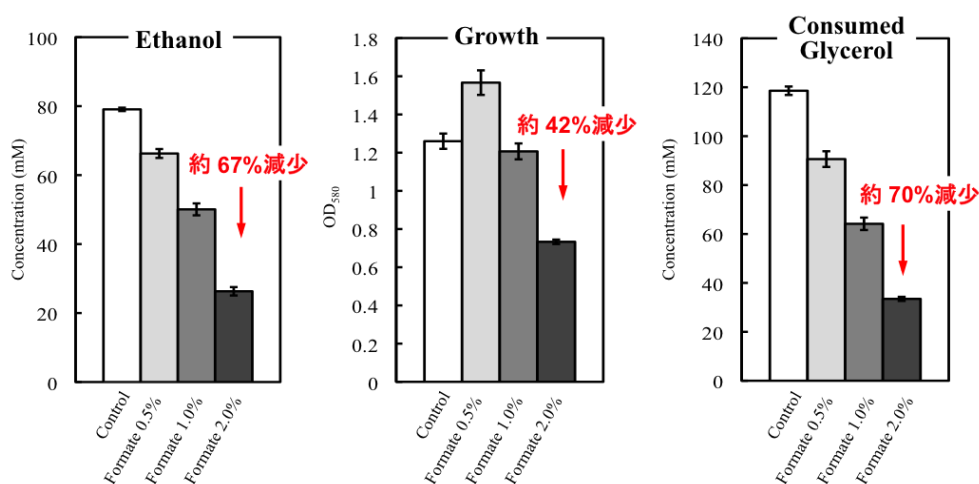 Ethanol
Concentration (mM)
100
80
60
40
20
0
約 67%減少
Control
Formate 0.5%
Formate 1.0%
Formate 2.0%
Growth
OD580
1.8
1.6
1.4
1.2
1
0.8
0.6
0.4
0.2
0
約 42%減少
Control
Formate 0.5%
Formate 1.0%
Formate 2.0%
Consumed
Glycerol
Concentration (mM)
140
120
100
80
60
40
20
0
約 70%減少
Control
Formate 0.5%
Formate 1.0%
Formate 2.0%